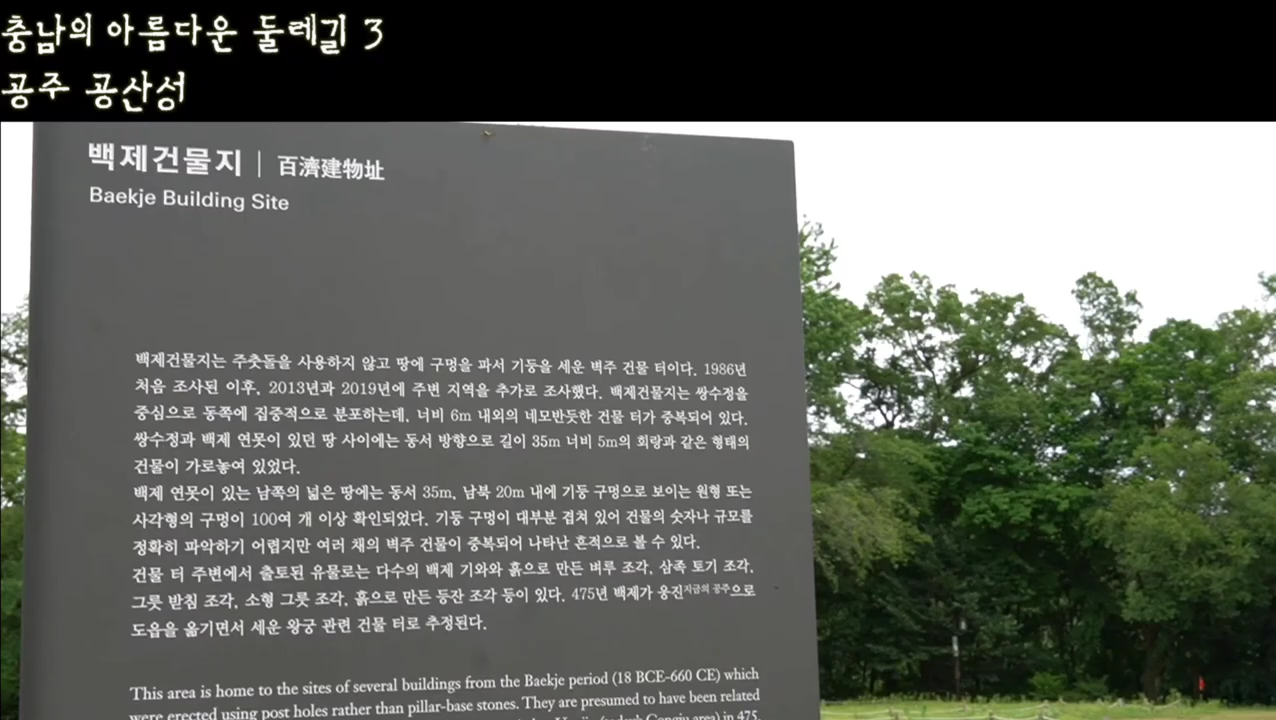 충남의 아름다운 둘레길 3
공주 공산성
백제건물지 | 百濟建物址
Baekje Building Site
백제건물지는 주춧돌을 사용하지 않고 땅에 구멍을 파서 기둥을 세운 벽주 건물 터이다. 1986년
처음 조사된 이후, 2013년과 2019년에 주변 지역을 추가로 조사했다. 백제건물지는 쌍수정을
중심으로 동쪽에 집중적으로 분포하는데, 너비 6m 내외의 네모반듯한 건물 터가 중복되어 있다.
쌍수정과 백제 연못이 있던 땅 사이에는 동서 방향으로 길이 35m 너비 5m의 회랑과 같은 형태의
건물이 가로놓여 있었다.
백제 연못이 있는 남쪽의 넓은 땅에는 동서 35m, 남북 20m 내에 기둥 구멍으로 보이는 원형 또는
사각형의 구멍이 100여 개 이상 확인되었다. 기둥 구멍이 대부분 겹쳐 있어 건물의 숫자나 규모를
정확히 파악하기 어렵지만 여러 채의 벽주 건물이 중복되어 나타난 흔적으로 볼 수 있다.
건물 터 주변에서 출토된 유물로는 다수의 백제 기와와 흙으로 만든 벼루 조각, 삼족 토기 조각,
그릇 받침 조각, 소형 그릇 조각, 흙으로 만든 등잔 조각 등이 있다. 475년 백제가 웅진지금의 공주으로
도읍을 옮기면서 세운 왕궁 관련 건물 터로 추정된다.
This area is home to the sites of several buildings from the Baekje period (18 BCE-660 CE) which
were erected using post holes rather than pillar-base stones. They are presumed to have been related
in 475,